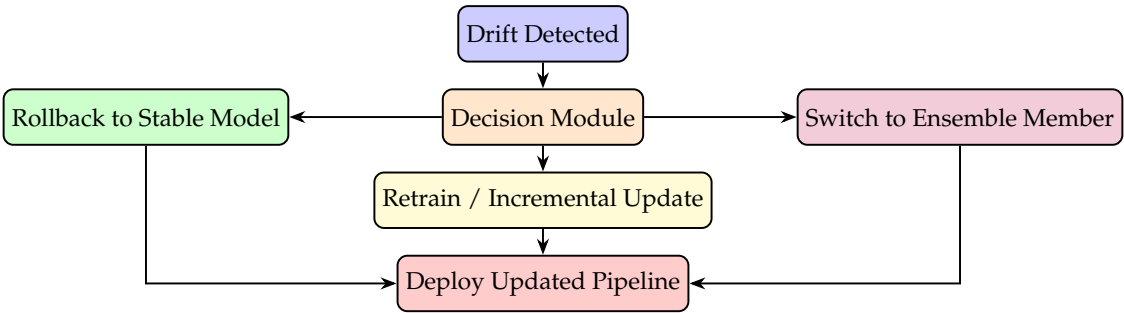 Drift Detected
Rollback to Stable Model
Decision Module
Switch to Ensemble Member
Retrain / Incremental Update
Deploy Updated Pipeline